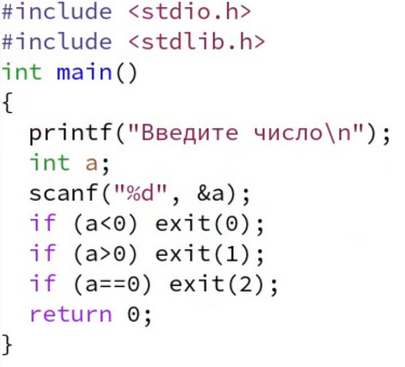 #include <stdio.h>
#include <stdlib.h>
int main()
{
printf("Введите число\n");
int a;
scanf("%d", &a);
if (a<0) exit(0);
if (a>0) exit(1);
if (a==0) exit(2);
return 0;
}